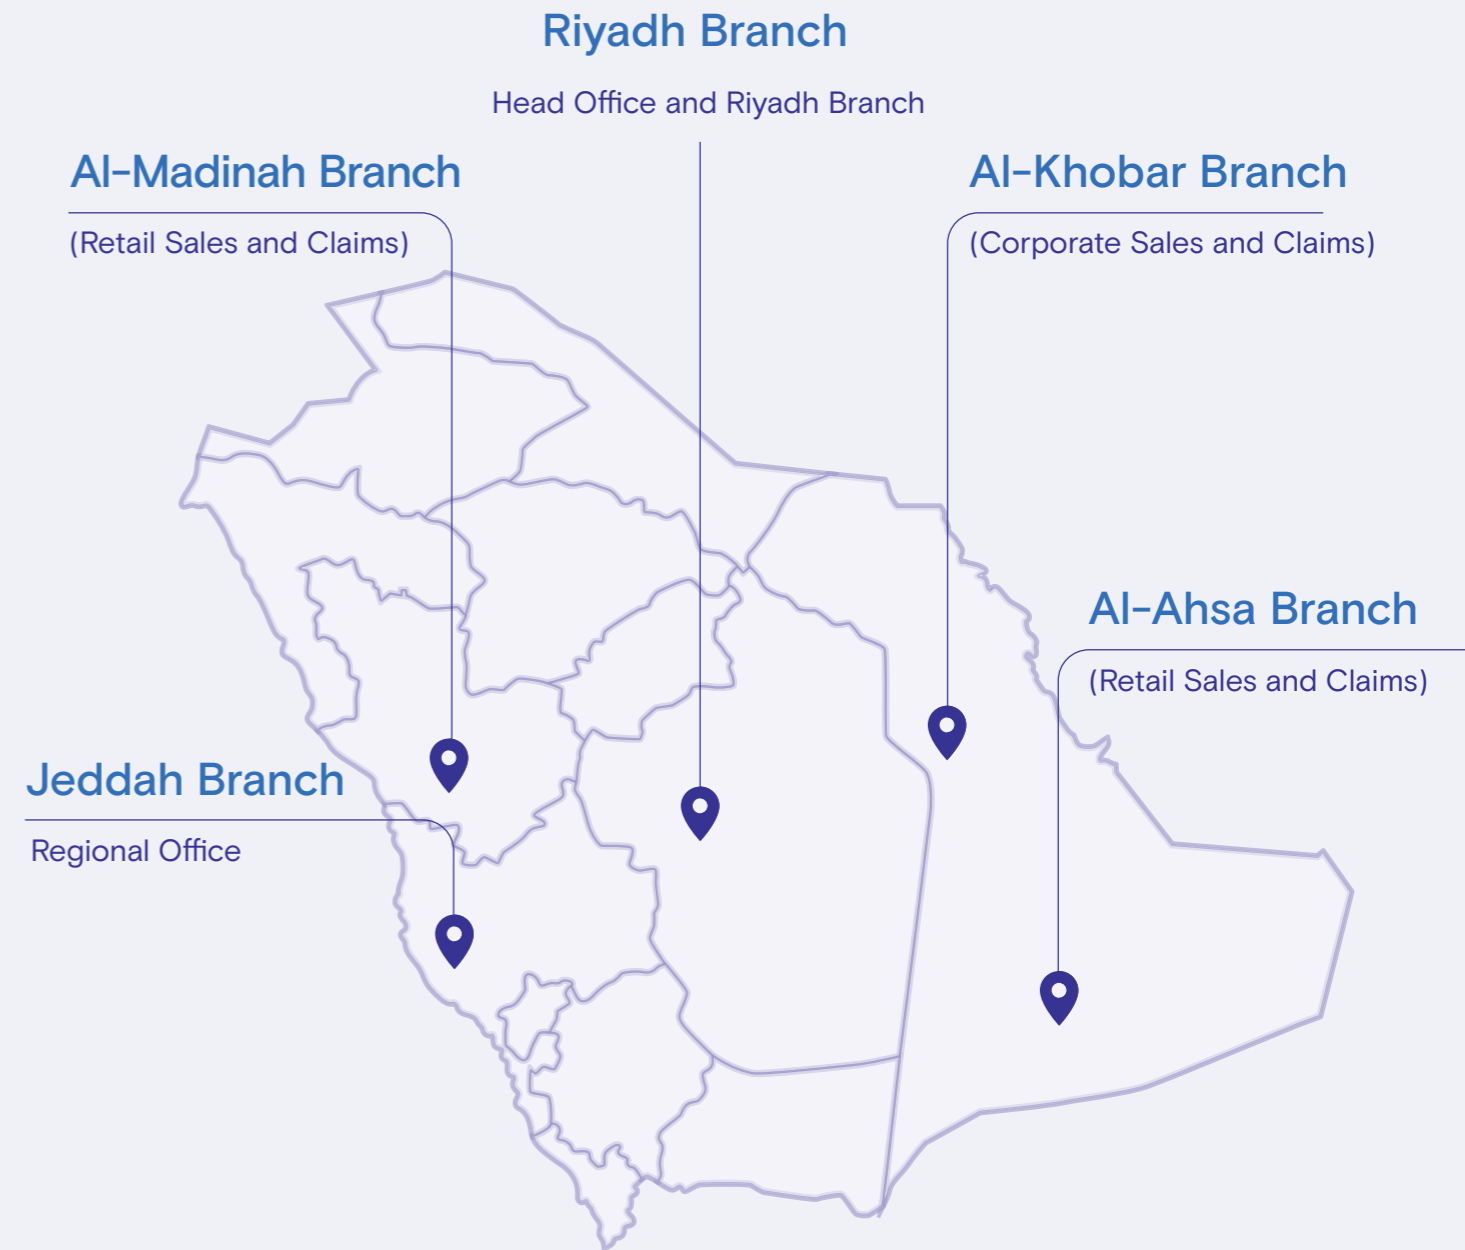 Riyadh Branch
Head Office and Riyadh Branch
Al-Madinah Branch
(Retail Sales and Claims)
Al-Khobar Branch
(Corporate Sales and Claims)
Al-Ahsa Branch
(Retail Sales and Claims)
Jeddah Branch
Regional Office